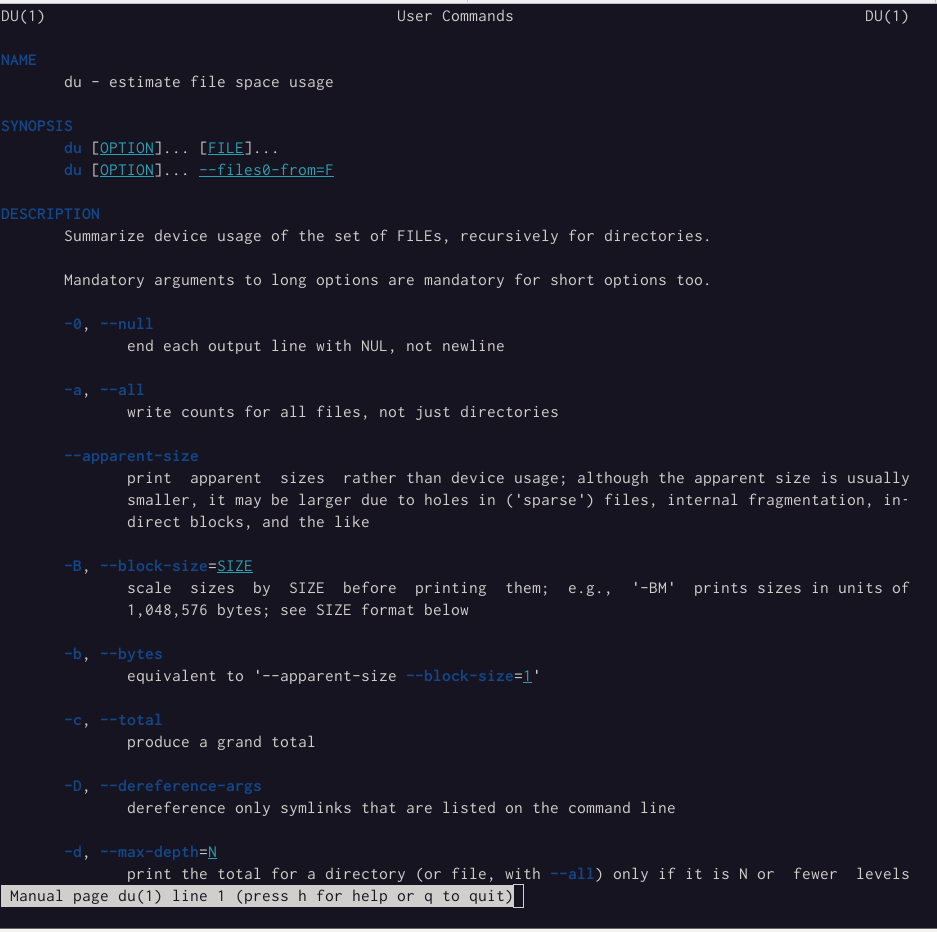 DU(1) User Commands DU(1)
NAME
du - estimate file space usage
SYNOPSIS
du [OPTION]... [FILE]...
du [OPTION]... --files0-from=F
DESCRIPTION
Summarize device usage of the set of FILEs, recursively for directories.
Mandatory arguments to long options are mandatory for short options too.
-0, --null
end each output line with NUL, not newline
-a, --all
write counts for all files, not just directories
--apparent-size
print apparent sizes rather than device usage; although the apparent size is usually
smaller, it may be larger due to holes in ('sparse') files, internal fragmentation, in-
direct blocks, and the like
-B, --block-size=SIZE
scale sizes by SIZE before printing them; e.g., '-BM' prints sizes in units of
1,048,576 bytes; see SIZE format below
-b, --bytes
equivalent to '--apparent-size --block-size=1'
-c, --total
produce a grand total
-D, --dereference-args
dereference only symlinks that are listed on the command line
-d, --max-depth=N
print the total for a directory (or file, with --all) only if it is N or fewer levels
Manual page du(1) line 1 (press h for help or q to quit)